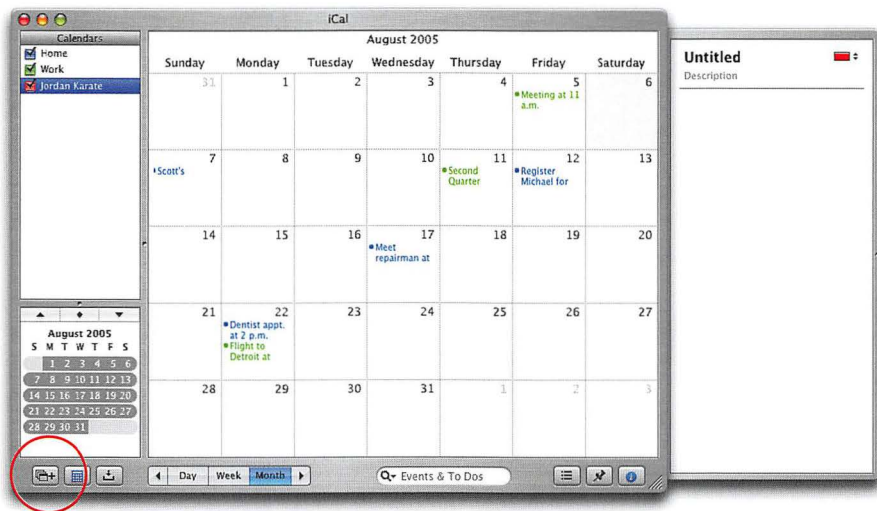 iCal
Calendars
Home
Work
Jordan Karate
August 2005
Sunday Monday Tuesday Wednesday Thursday Friday Saturday
31 1 2 3 4 5 6
•Meeting at 11
a.m.
7 8 9 10 11 12 13
Scott's
•Second
Quarter
•Register
Michael for
14 15 16 17 18 19 20
•Meet
repairman at
21 22 23 24 25 26 27
•Dentist appt.
at 2 p.m.
•Flight to
Detroit at
28 29 30 31 1 2 3
August 2005
S M T W T F S
1 2 3 4 5 6
7 8 9 10 11 12 13
14 15 16 17 18 19 20
21 22 23 24 25 26 27
28 29 30 31
Day Week Month
Events & To Dos
Untitled
Description